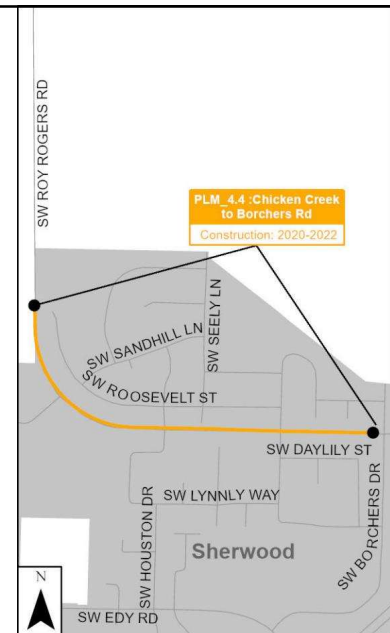 SW ROY ROGERS RD
PLM_4.4 :Chicken Creek
to Borchers Rd
Construction: 2020-2022
SW SEELY LN
SW SANDHILL LN
SW ROOSEVELT ST
SW DAYLILY ST
SW LYNNLY WAY
SW HOUSTON DR
Sherwood
SW BORCHERS DR
N
SW EDY RD